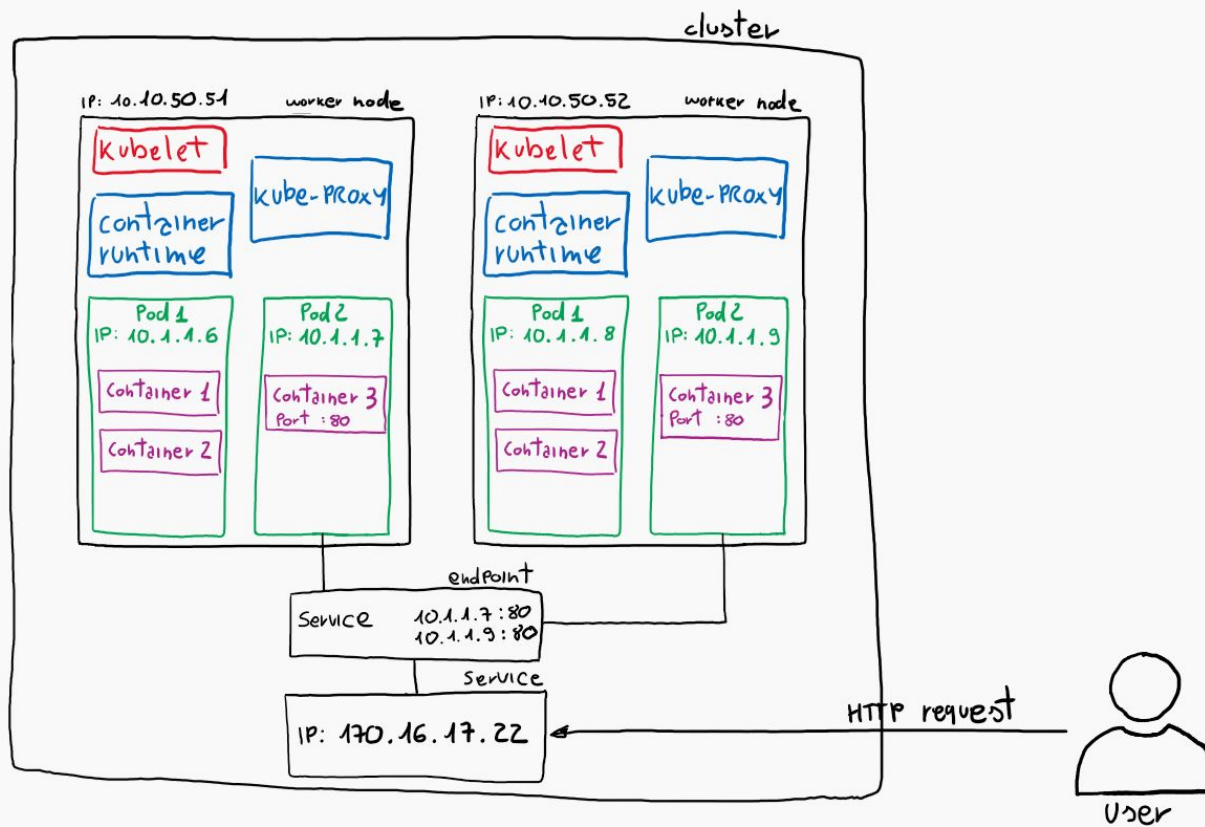 cluster
IP: 10.10.50.51 worker node
Kubelet
Kube-PROXY
container
runtime
Pod 1
IP: 10.1.1.6
Container 1
Container 2
Pod 2
IP: 10.1.1.7
Container 3
Port :80
IP: 10.10.50.52 worker node
Kubelet
Kube-PROXY
container
runtime
Pod 1
IP: 10.1.1.8
Container 1
Container 2
Pod 2
IP: 10.1.1.9
Container 3
Port :80
endpoint
Service 10.1.1.7:80
10.1.1.9:80
Service
IP: 170.16.17.22
HTTP request
User